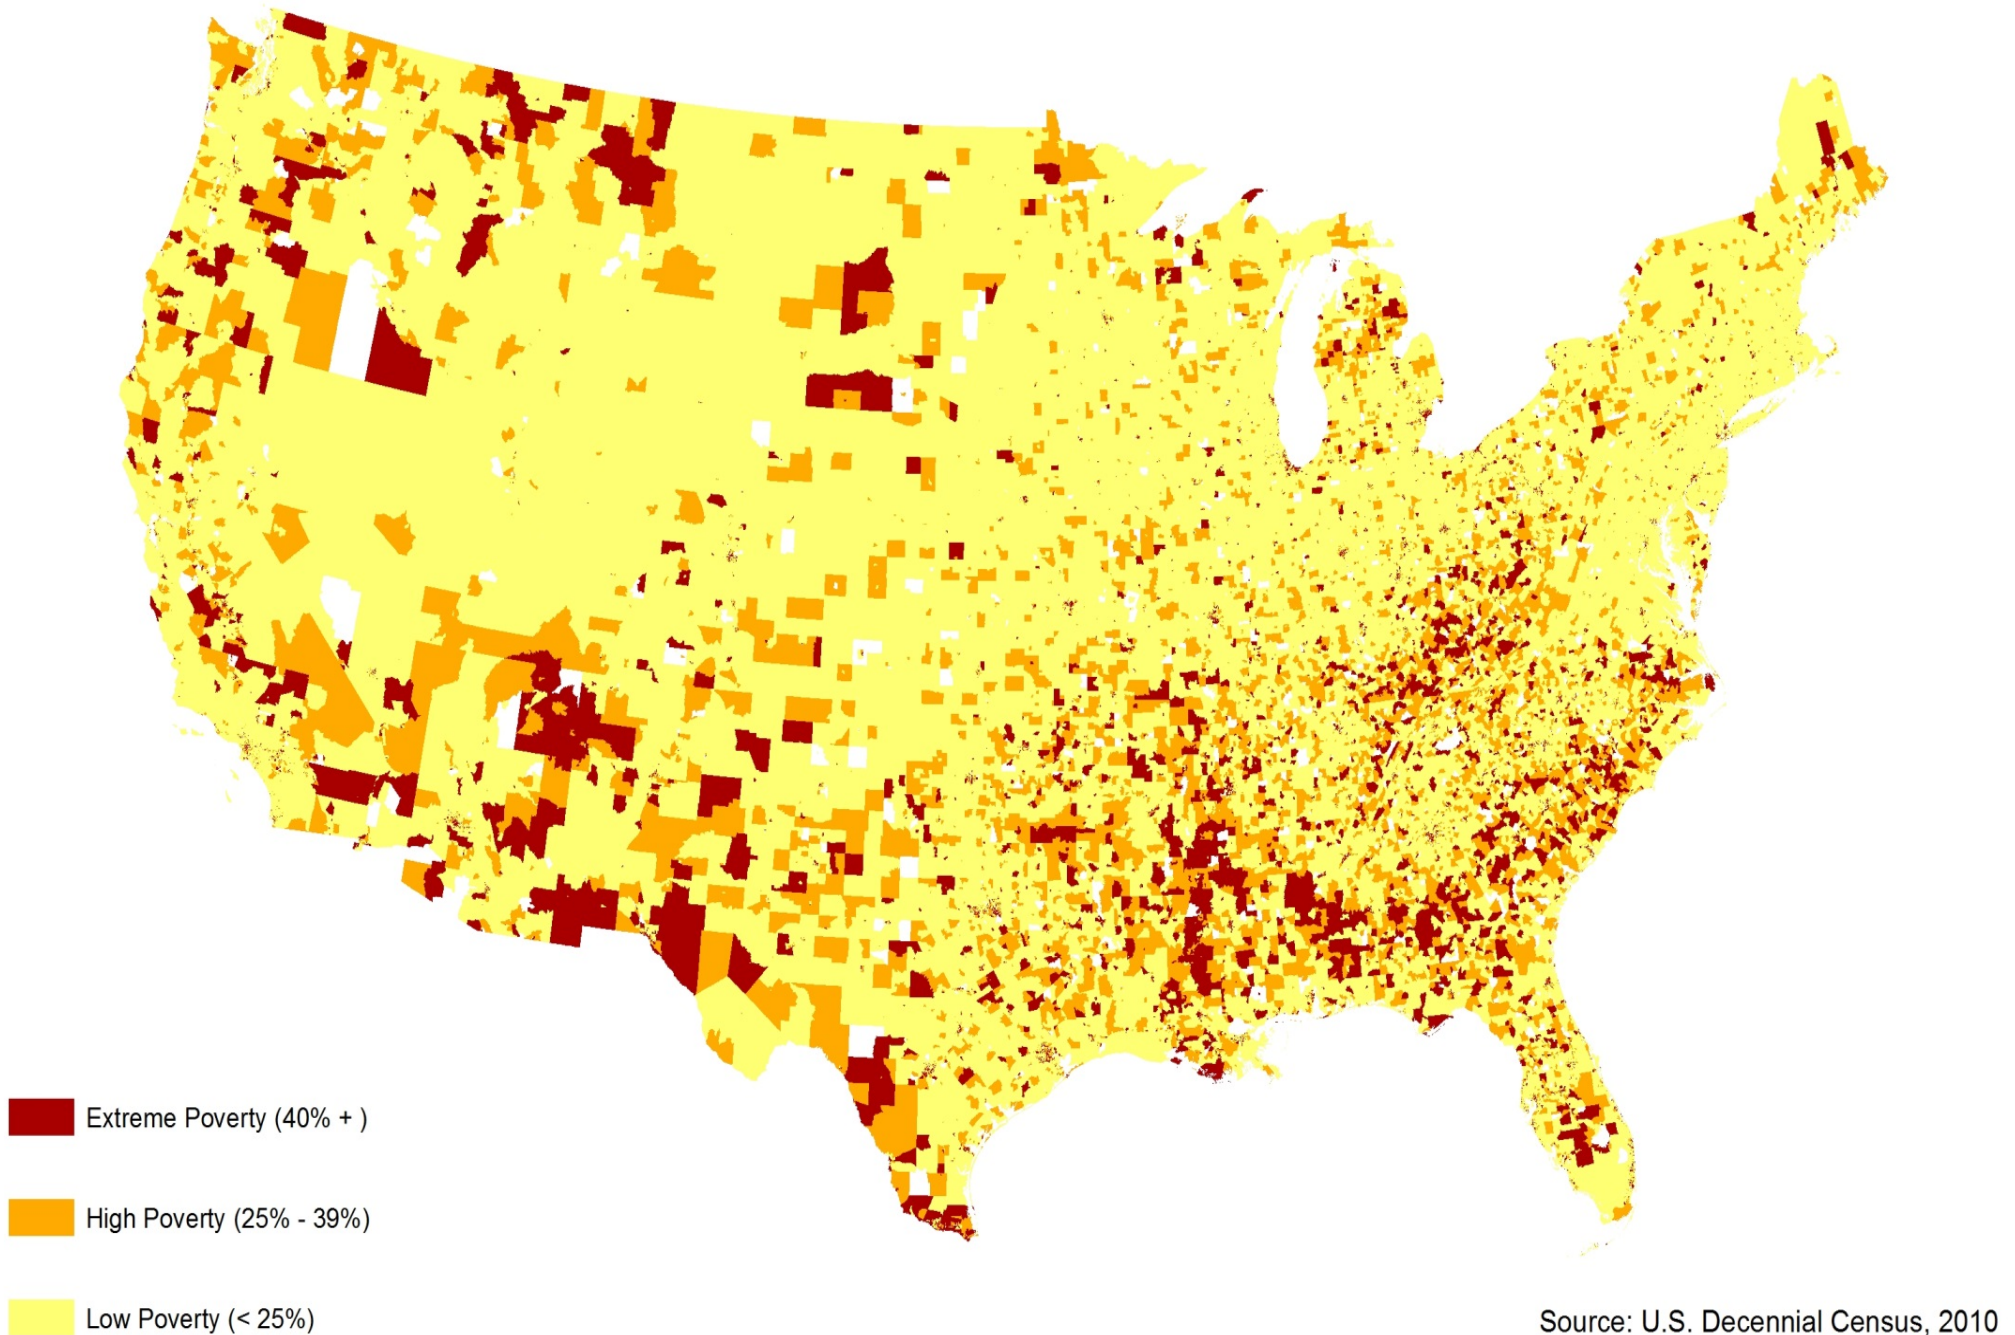 Extreme Poverty (40% + )
High Poverty (25% - 39%)
Low Poverty (< 25%)
Source: U.S. Decennial Census, 2010